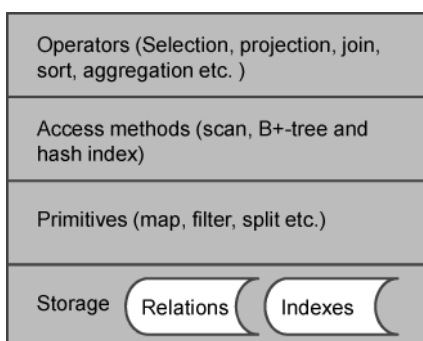 Operators (Selection, projection, join,
sort, aggregation etc. )
Access methods (scan, B+-tree and
hash index)
Primitives (map, filter, split etc.)
Storage Relations Indexes